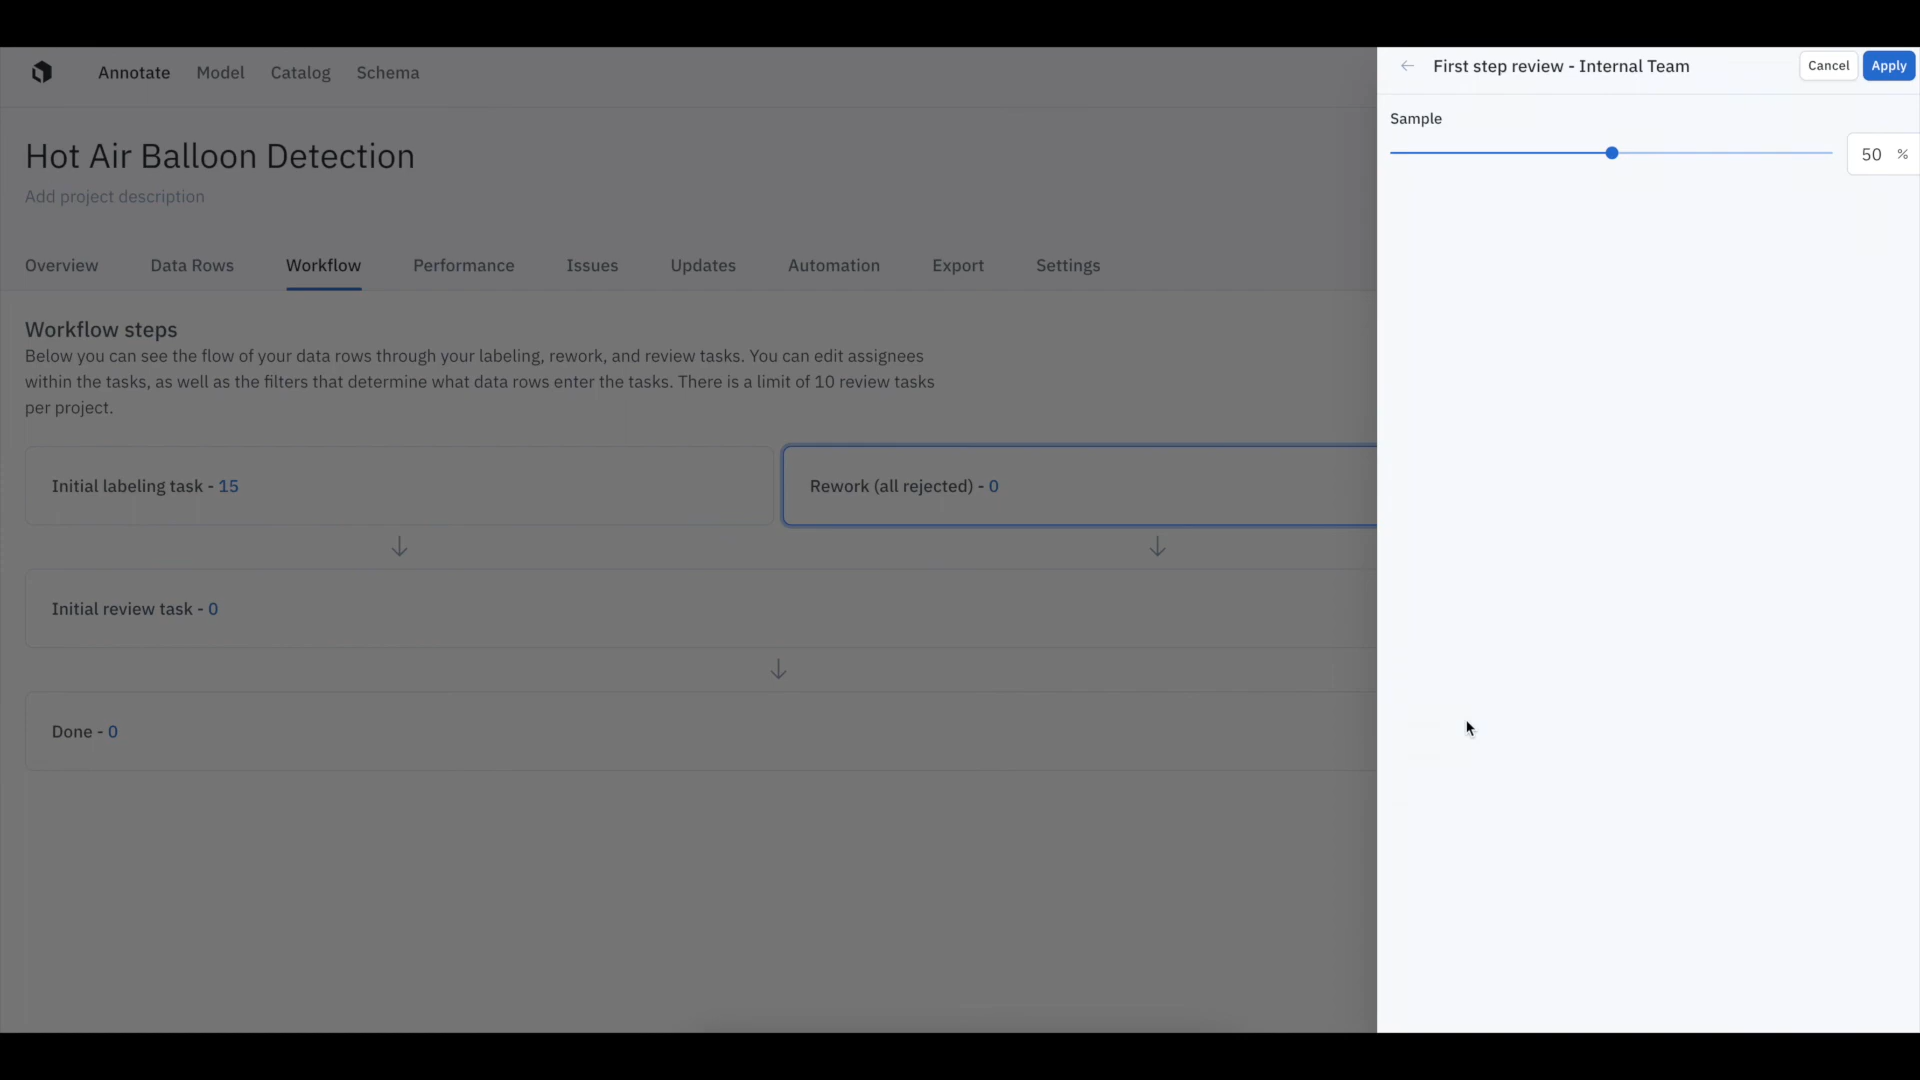 Annotate Model Catalog Schema
Hot Air Balloon Detection
Add project description
Overview Data Rows Workflow Performance Issues Updates Automation Export Settings
Workflow steps
Below you can see the flow of your data rows through your labeling, rework, and review tasks. You can edit assignees
within the tasks, as well as the filters that determine what data rows enter the tasks. There is a limit of 10 review tasks
per project.
Initial labeling task - 15
Rework (all rejected) - 0
Initial review task - 0
Done - 0
First step review - Internal Team
Cancel
Apply
Sample
50 %